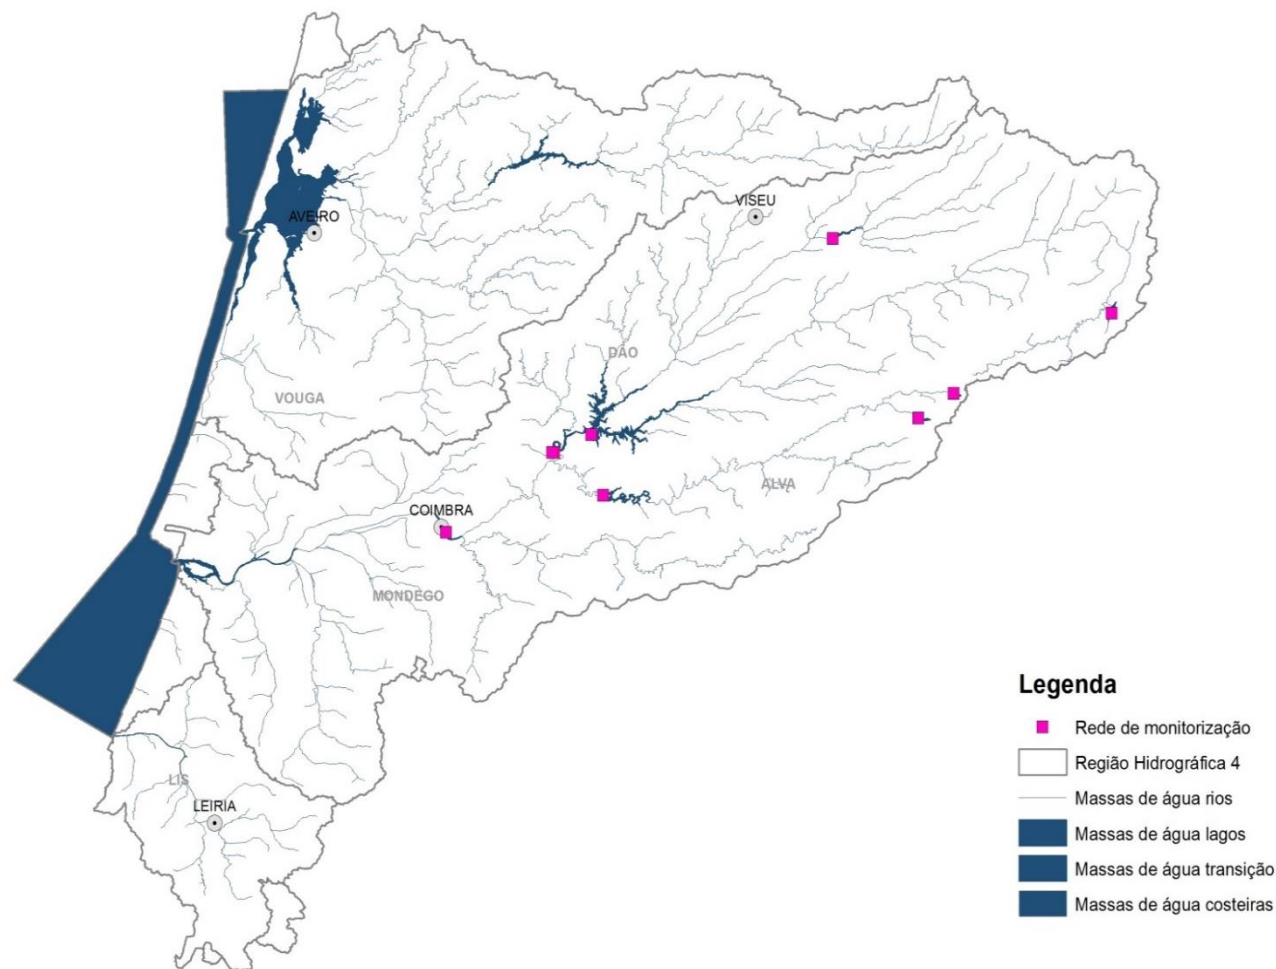 VISEU
AVEIRO
DÃO
VOUGA
ALVA
COIMBRA
MONDEGO
LIS
LEIRIA
Legenda
Rede de monitorização
Região Hidrográfica 4
Massas de água rios
Massas de água lagos
Massas de água transição
Massas de água costeiras